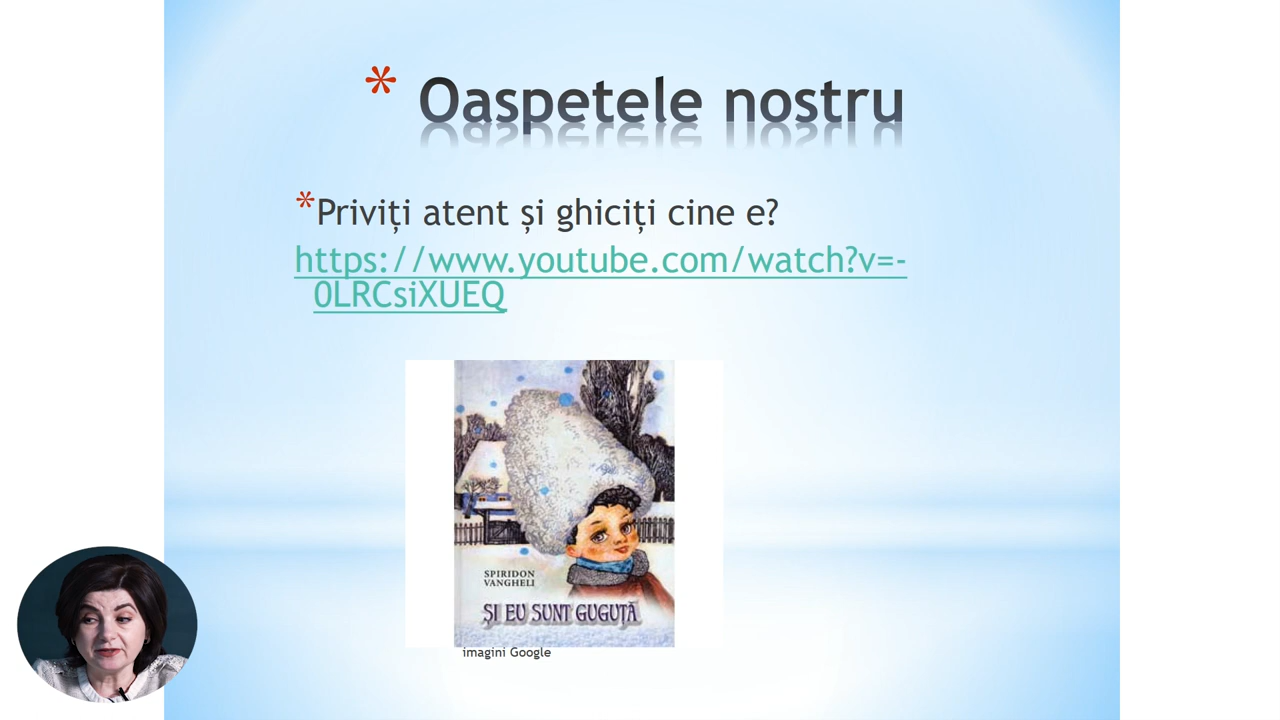 * Oaspetele nostru
*Priviți atent și ghiciți cine e?
https://www.youtube.com/watch?v=-
0LRCsiXUEQ
SPIRIDON
VANGHELI
ȘI EU SUNT GUGUȚĂ
imagini Google